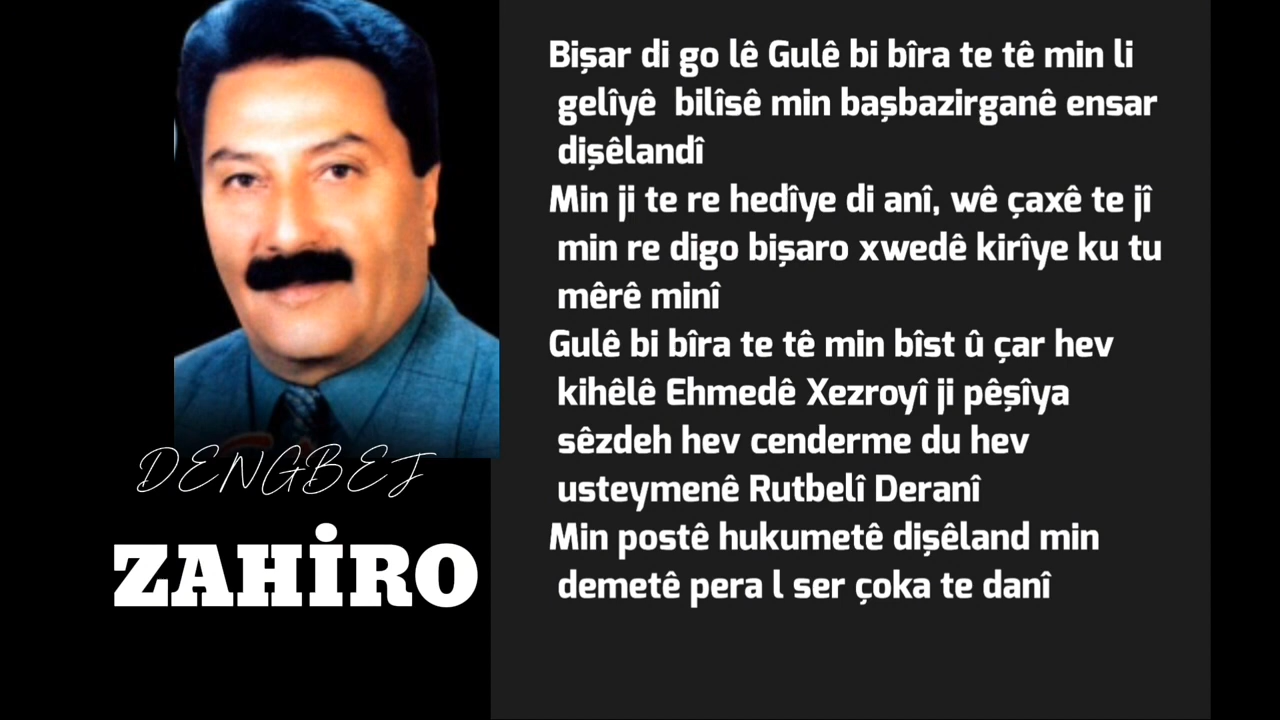 Bişar di go lê Gulê bi bîra te tê min li
gelîyê bilîsê min başbazirganê ensar
dişêlandî
Min ji te re hedîye di anî, wê çaxê te jî
min re digo bişaro xwedê kirîye ku tu
mêrê minî
Gulê bi bîra te tê min bîst û çar hev
kihêlê Ehmedê Xezroyî ji pêşîya
sêzdeh hev cenderme du hev
usteymenê Rutbelî Deranî
Min postê hukumetê dişêland min
demetê pera l ser çoka te danî
DENGBEJ
ZAHİRO